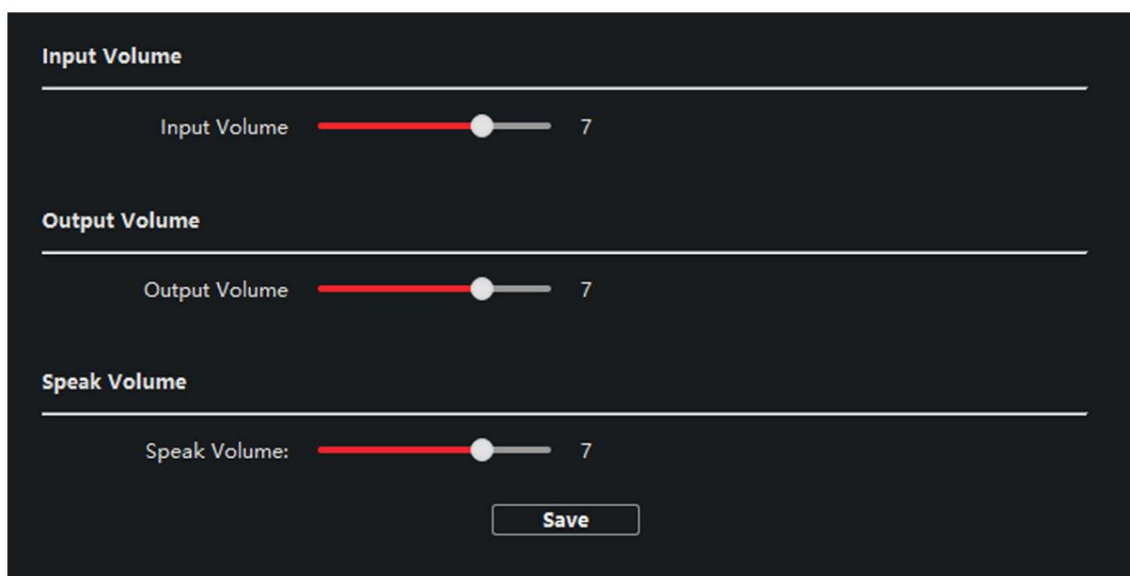 Input Volume
Input Volume 7
Output Volume
Output Volume 7
Speak Volume
Speak Volume: 7
Save